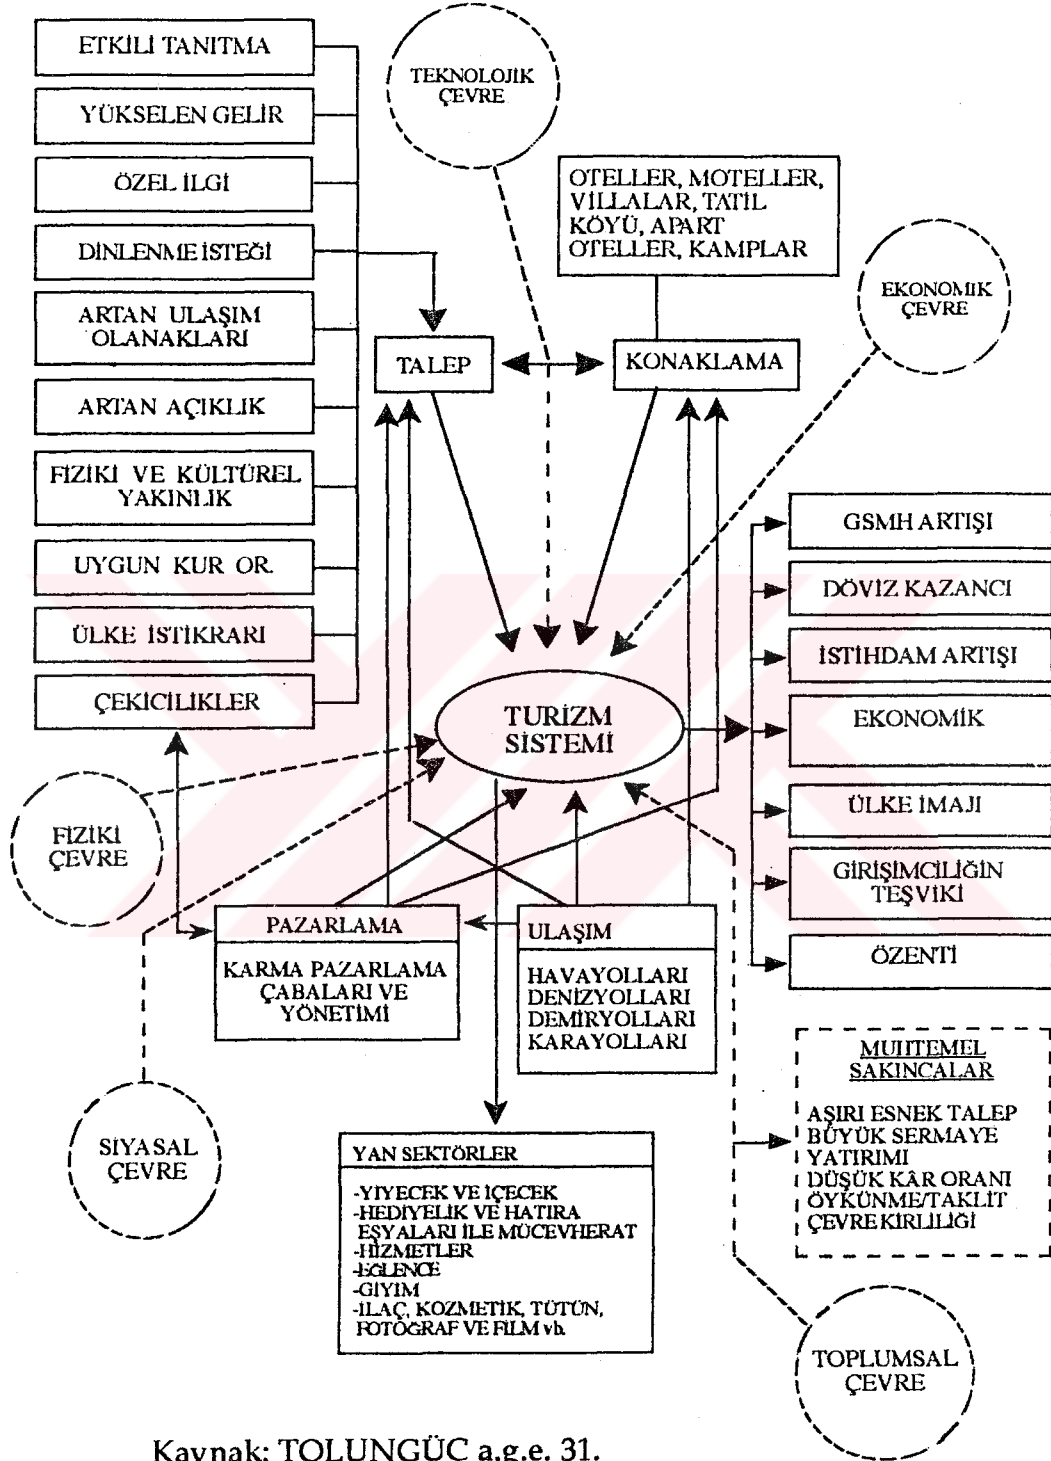 ETKİLİ TANITMA
YÜKSELEN GELİR
ÖZEL İLGİ
DİNLENME İSTEĞİ
ARTAN ULAŞIM
OLANAKLARI
ARTAN AÇIKLIK
FİZİKİ VE KÜLTÜREL
YAKINLIK
UYGUN KUR OR.
ÜLKE İSTİKRARI
ÇEKİCİLİKLER
TEKNOLOJİK
ÇEVRE
OTELLER, MOTELLER,
VİLLALAR, TATİL
KÖYÜ, APART
OTELLER, KAMPLAR
EKONOMİK
ÇEVRE
TALEP
KONAKLAMA
GSMH ARTIŞI
DÖVİZ KAZANCI
İSTİHDAM ARTIŞI
EKONOMİK
ÜLKE İMAJI
GİRİŞİMCİLİĞİN
TEŞVİKİ
ÖZENTİ
TURİZM
SİSTEMİ
FİZİKİ
ÇEVRE
PAZARLAMA
KARMA PAZARLAMA
ÇABALARI VE
YÖNETİMİ
ULAŞIM
HAVAYOLLARI
DENİZYOLLARI
DEMİRYOLLARI
KARAYOLLARI
MUHTEMEL
SAKINCALAR
AŞIRI ESNEK TALEP
BÜYÜK SERMAYE
YATIRIMI
DÜŞÜK KÂR ORANI
ÖYKÜNME/TAKLİT
ÇEVRE KİRLİLİĞİ
SİYASAL
ÇEVRE
YAN SEKTÖRLER
-YİYECEK VE İÇECEK
-HEDİYELİK VE HATIRA
EŞYALARI İLE MÜCEVHERAT
-HİZMETLER
-EĞLENCE
-GİYİM
-İLAÇ, KOZMETİK, TÜTÜN,
FOTOĞRAF VE FİLM vb.
TOPLUMSAL
ÇEVRE
Kaynak: TOLUNGÜÇ a.g.e. 31.